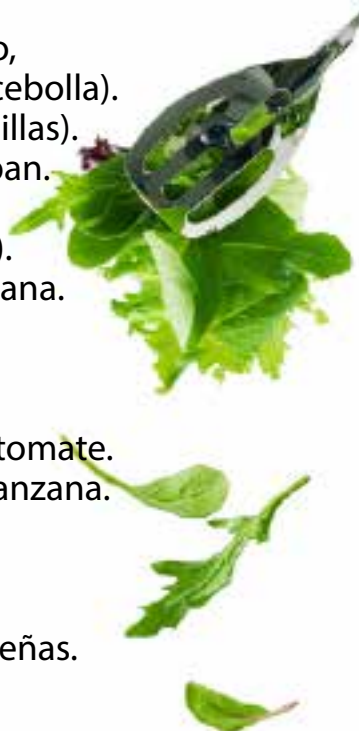 o,
cebolla).
illas).
pan.
).
ana.
tomate.
anzana.
eñas.